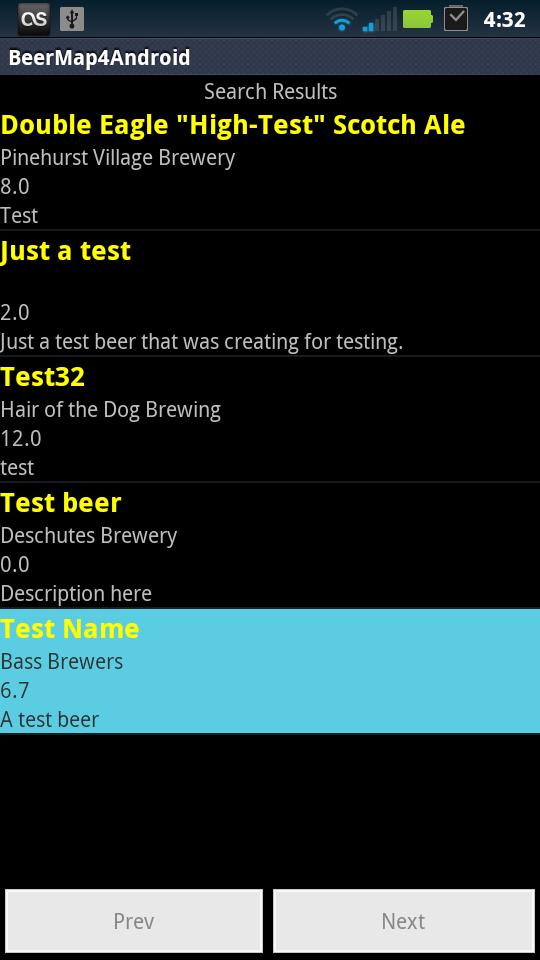 4:32
BeerMap4Android
Search Results
Double Eagle "High-Test" Scotch Ale
Pinehurst Village Brewery
8.0
Test
Just a test
2.0
Just a test beer that was creating for testing.
Test32
Hair of the Dog Brewing
12.0
test
Test beer
Deschutes Brewery
0.0
Description here
Test Name
Bass Brewers
6.7
A test beer
Prev Next